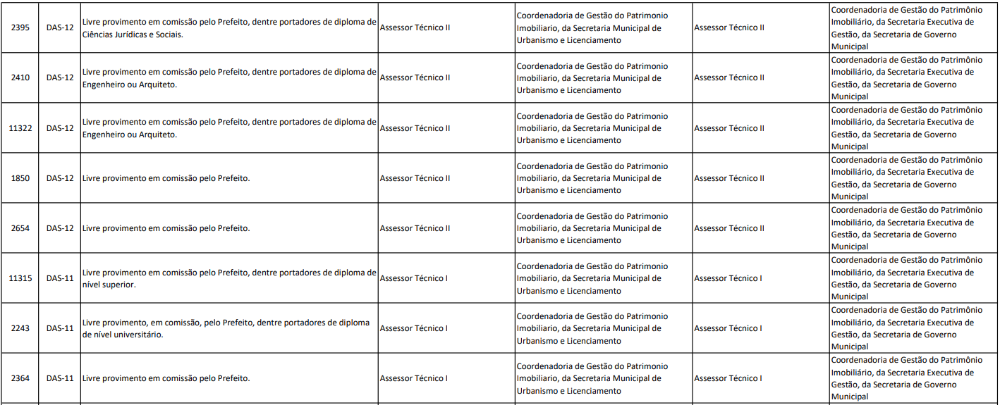 2395
DAS-12
Livre provimento em comissão pelo Prefeito, dentre portadores de diploma de
Ciências Jurídicas e Sociais.
Assessor Técnico II
Coordenadoria de Gestão do Patrimonio
Imobiliario, da Secretaria Municipal de
Urbanismo e Licenciamento
Assessor Técnico II
Coordenadoria de Gestão do Patrimônio
Imobiliário, da Secretaria Executiva de
Gestão, da Secretaria de Governo
Municipal
2410
DAS-12
Livre provimento em comissão pelo Prefeito, dentre portadores de diploma de
Engenheiro ou Arquiteto.
Assessor Técnico II
Coordenadoria de Gestão do Patrimonio
Imobiliario, da Secretaria Municipal de
Urbanismo e Licenciamento
Assessor Técnico II
Coordenadoria de Gestão do Patrimônio
Imobiliário, da Secretaria Executiva de
Gestão, da Secretaria de Governo
Municipal
11322
DAS-12
Livre provimento em comissão pelo Prefeito, dentre portadores de diploma de
Engenheiro ou Arquiteto.
Assessor Técnico II
Coordenadoria de Gestão do Patrimonio
Imobiliario, da Secretaria Municipal de
Urbanismo e Licenciamento
Assessor Técnico II
Coordenadoria de Gestão do Patrimônio
Imobiliário, da Secretaria Executiva de
Gestão, da Secretaria de Governo
Municipal
1850
DAS-12
Livre provimento em comissão pelo Prefeito.
Assessor Técnico II
Coordenadoria de Gestão do Patrimonio
Imobiliario, da Secretaria Municipal de
Urbanismo e Licenciamento
Assessor Técnico II
Coordenadoria de Gestão do Patrimônio
Imobiliário, da Secretaria Executiva de
Gestão, da Secretaria de Governo
Municipal
2654
DAS-12
Livre provimento em comissão pelo Prefeito.
Assessor Técnico II
Coordenadoria de Gestão do Patrimonio
Imobiliario, da Secretaria Municipal de
Urbanismo e Licenciamento
Assessor Técnico II
Coordenadoria de Gestão do Patrimônio
Imobiliário, da Secretaria Executiva de
Gestão, da Secretaria de Governo
Municipal
11315
DAS-11
Livre provimento em comissão pelo Prefeito, dentre portadores de diploma de
nível superior.
Assessor Técnico I
Coordenadoria de Gestão do Patrimonio
Imobiliario, da Secretaria Municipal de
Urbanismo e Licenciamento
Assessor Técnico I
Coordenadoria de Gestão do Patrimônio
Imobiliário, da Secretaria Executiva de
Gestão, da Secretaria de Governo
Municipal
2243
DAS-11
Livre provimento, em comissão, pelo Prefeito, dentre portadores de diploma
de nível universitário.
Assessor Técnico I
Coordenadoria de Gestão do Patrimonio
Imobiliario, da Secretaria Municipal de
Urbanismo e Licenciamento
Assessor Técnico I
Coordenadoria de Gestão do Patrimônio
Imobiliário, da Secretaria Executiva de
Gestão, da Secretaria de Governo
Municipal
2364
DAS-11
Livre provimento em comissão pelo Prefeito.
Assessor Técnico I
Coordenadoria de Gestão do Patrimonio
Imobiliario, da Secretaria Municipal de
Urbanismo e Licenciamento
Assessor Técnico I
Coordenadoria de Gestão do Patrimônio
Imobiliário, da Secretaria Executiva de
Gestão, da Secretaria de Governo
Municipal